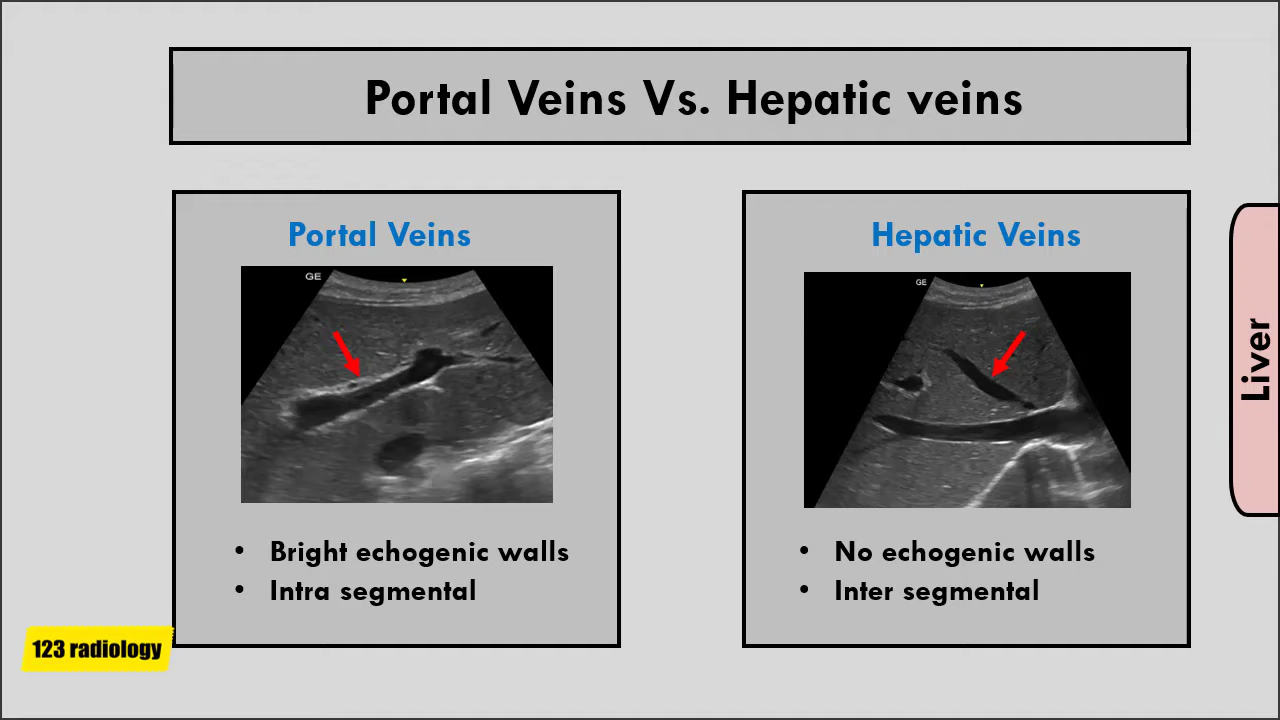 Portal Veins Vs. Hepatic veins
Portal Veins
GE
• Bright echogenic walls
• Intra segmental
Hepatic Veins
GE
• No echogenic walls
• Inter segmental
Liver
123 radiology